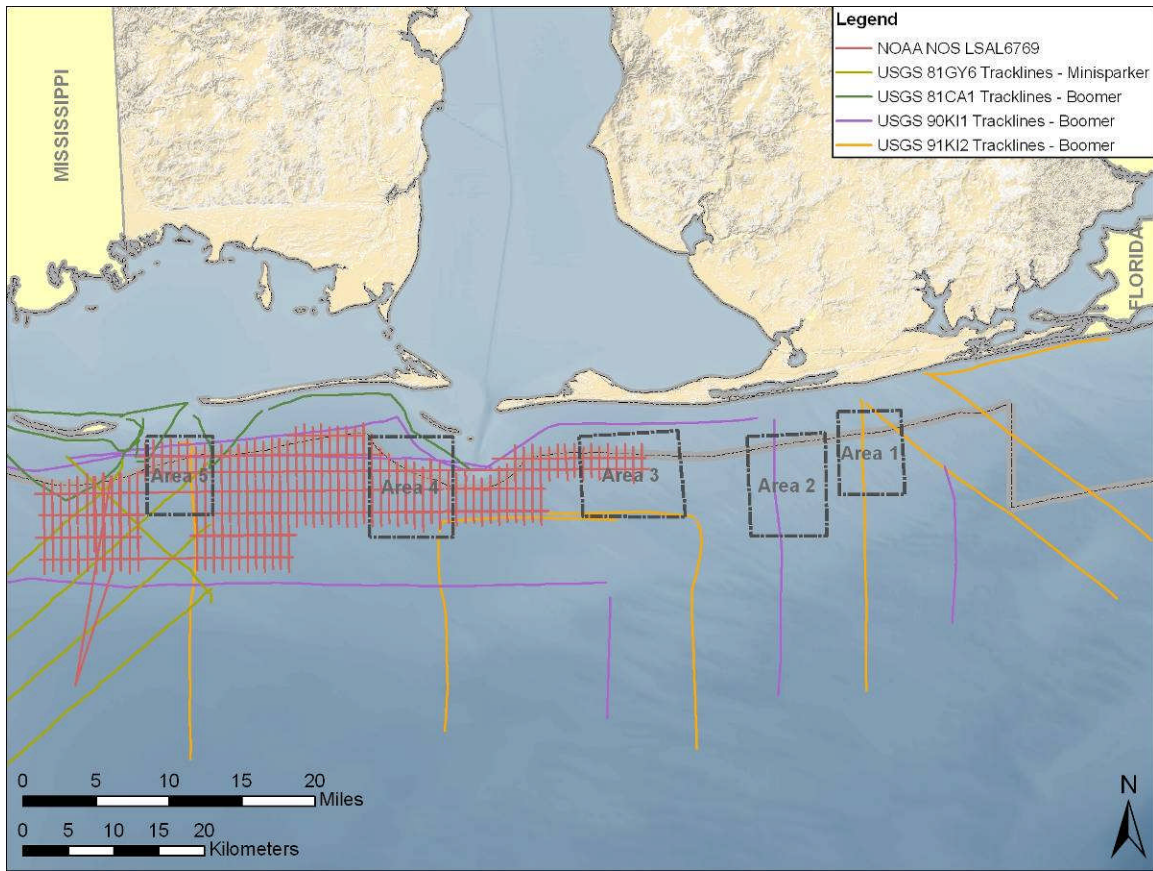 Legend
NOAA NOS LSAL6769
USGS 81GY6 Tracklines - Minisparker
USGS 81CA1 Tracklines - Boomer
USGS 90KI1 Tracklines - Boomer
USGS 91KI2 Tracklines - Boomer
MISSISSIPPI
FLORIDA
Area 5
Area 4
Area 3
Area 2
Area 1
0 5 10 15 20
Miles
0 5 10 15 20
Kilometers
N